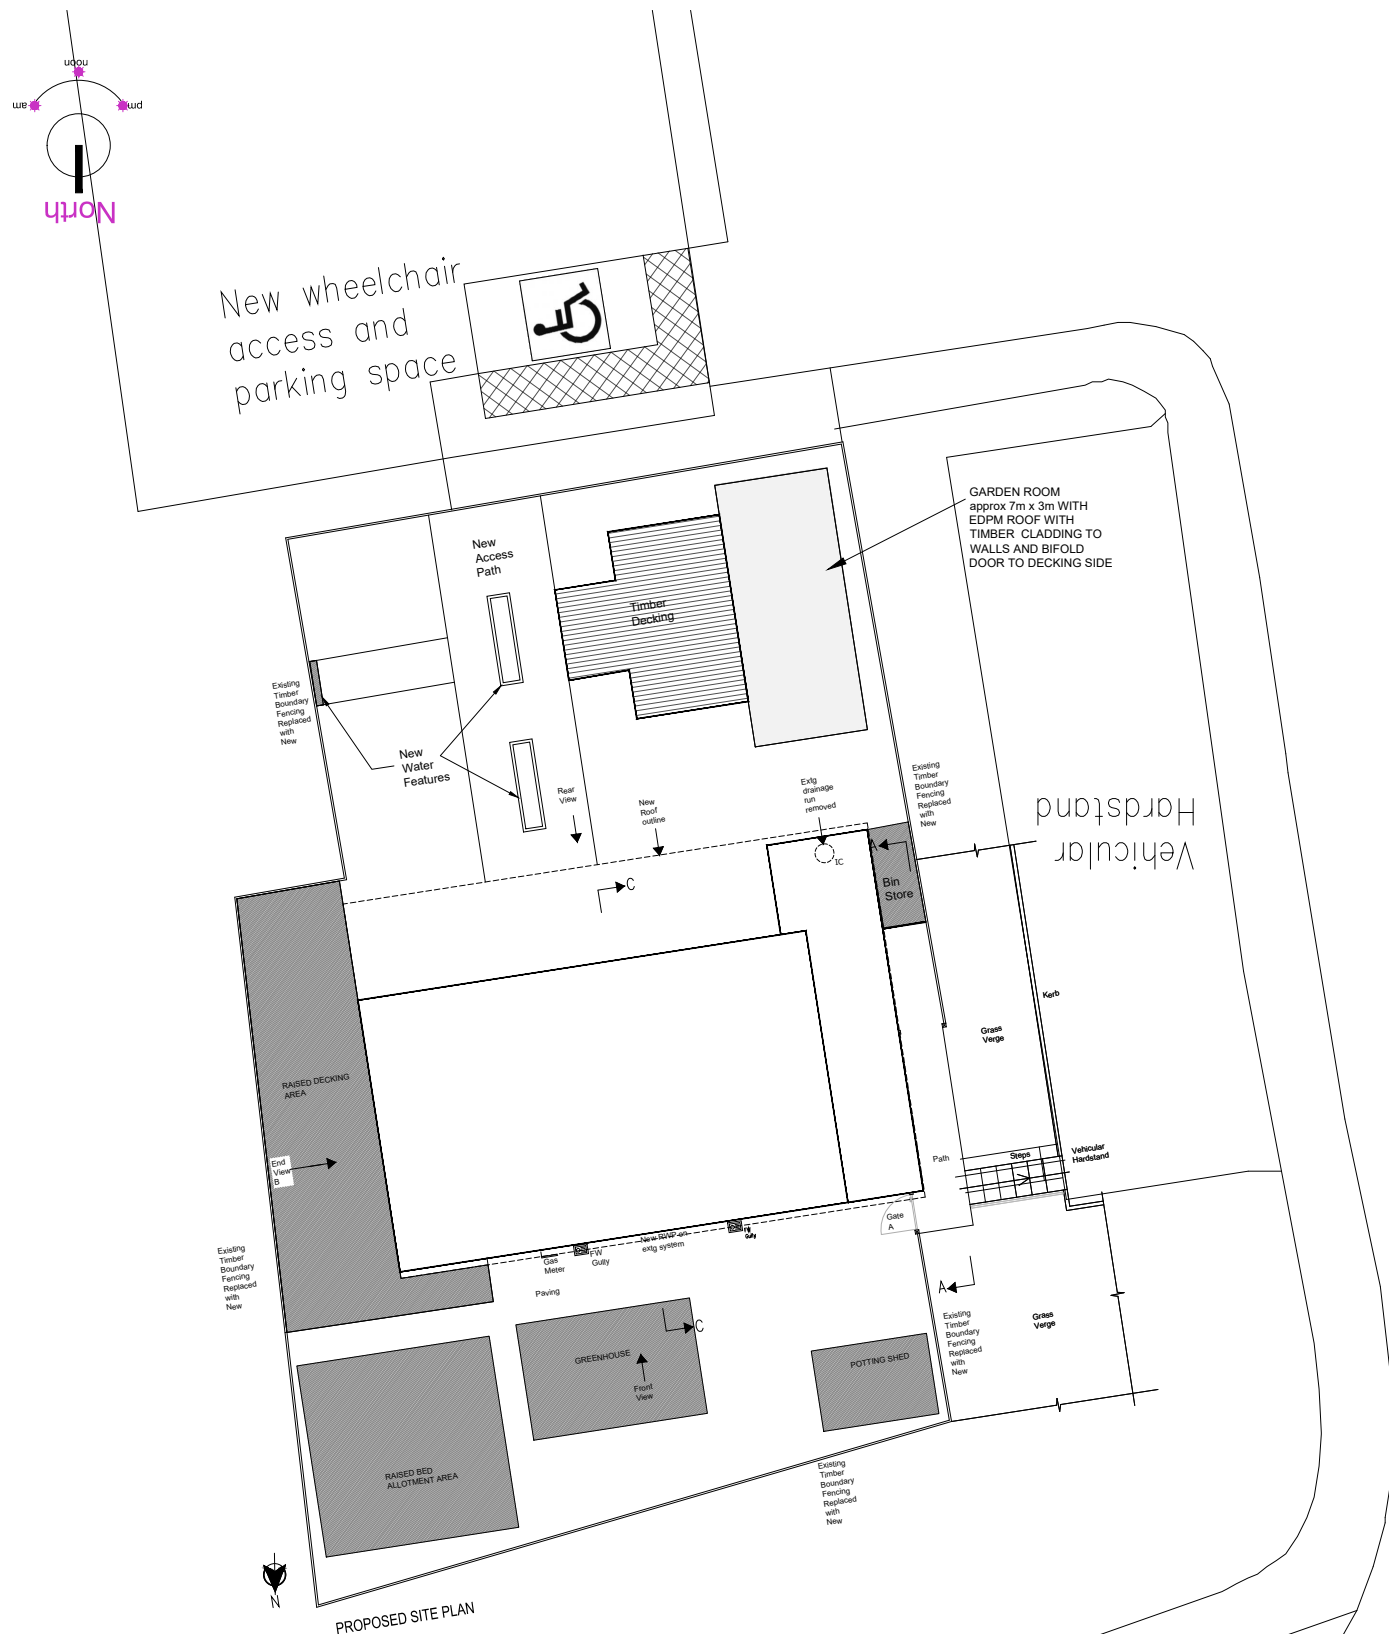 noon
am
pm
North
New wheelchair
access and
parking space
GARDEN ROOM
approx 7m x 3m WITH
EDPM ROOF WITH
TIMBER CLADDING TO
WALLS AND BIFOLD
DOOR TO DECKING SIDE
New
Access
Path
Timber
Decking
Existing
Timber
Boundary
Fencing
Replaced
with
New
New
Water
Features
Rear
View
New
Roof
outline
Extg
drainage
run
removed
Existing
Timber
Boundary
Fencing
Replaced
with
New
Vehicular
Hardstand
A
IC
Bin
Store
C
Kerb
Grass
Verge
RAISED DECKING
AREA
End
View
B
Path
Steps
Vehicular
Hardstand
Gate
A
Existing
Timber
Boundary
Fencing
Replaced
with
New
Gas
Meter
FW
Gully
New RWP on
extg system
Gully
Paving
A
Existing
Timber
Boundary
Fencing
Replaced
with
New
Grass
Verge
C
GREENHOUSE
Front
View
POTTING SHED
RAISED BED
ALLOTMENT AREA
Existing
Timber
Boundary
Fencing
Replaced
with
New
N
PROPOSED SITE PLAN